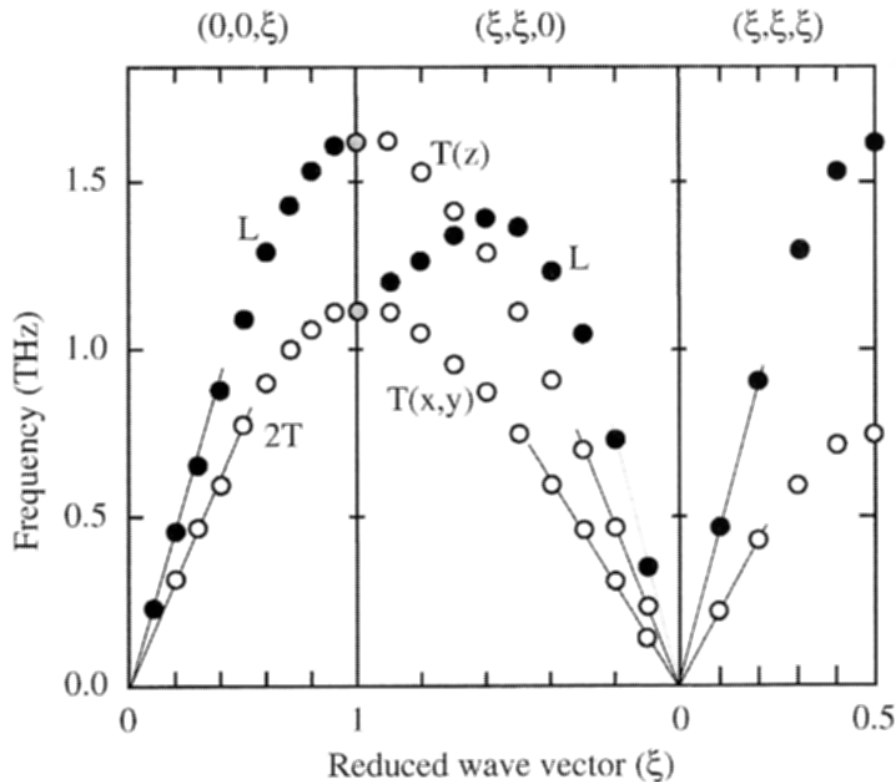 (0,0,ξ) (ξ,ξ,0) (ξ,ξ,ξ)
T(z)
1.5
L
L
Frequency (THz)
1.0
T(x,y)
2T
0.5
0.0
0 1 0 0.5
Reduced wave vector (ξ)